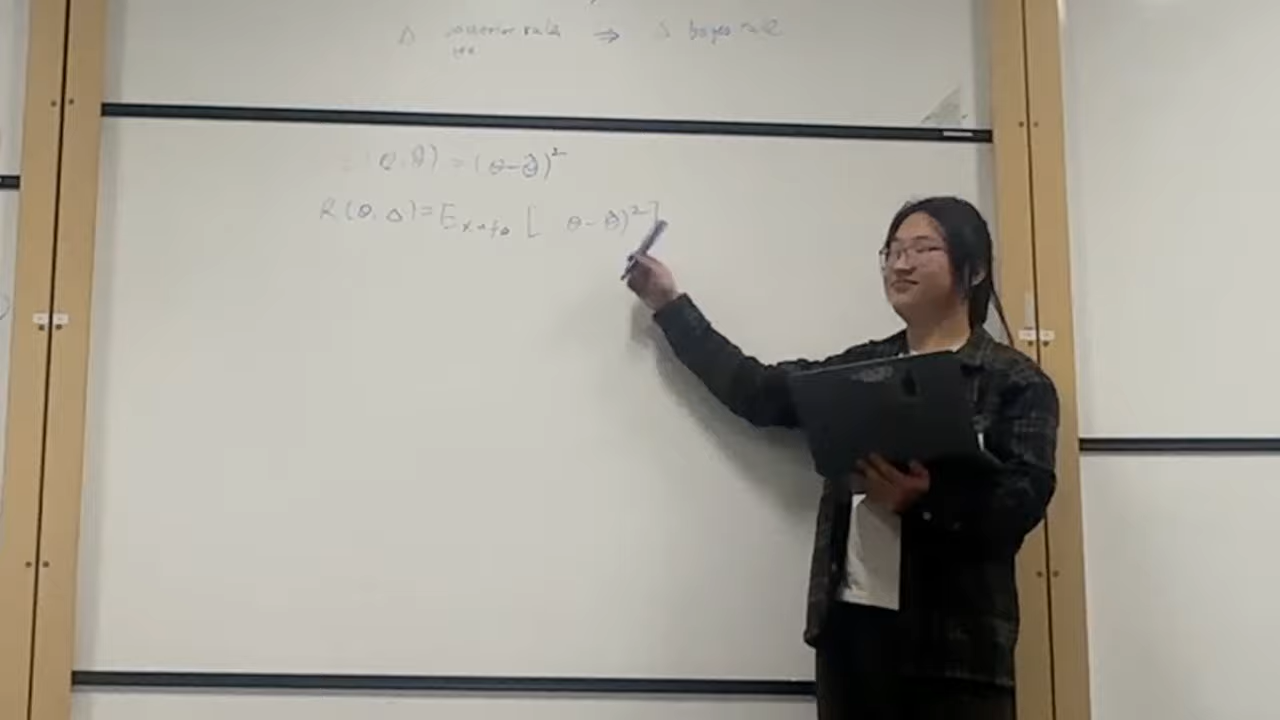 Δ posterior rule ⇒ Δ bayes rule
(θ, θ̂) = (θ-θ̂)²
R(θ, Δ) = E_{x~f_θ} [ θ-θ̂)²]